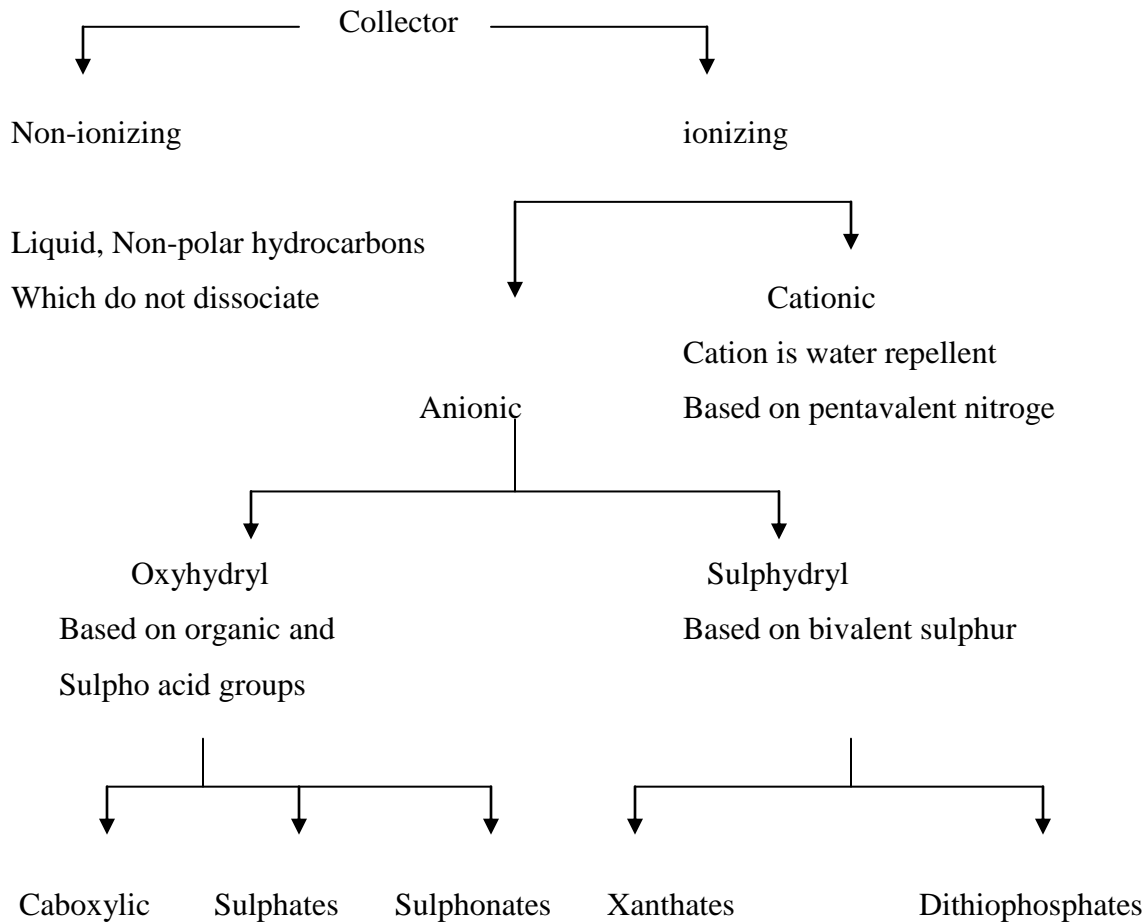 Collector
Non-ionizing
ionizing
Liquid, Non-polar hydrocarbons
Which do not dissociate
Cationic
Cation is water repellent
Anionic
Based on pentavalent nitroge
Oxyhydryl
Sulphydryl
Based on organic and
Based on bivalent sulphur
Sulpho acid groups
Caboxylic
Sulphates
Sulphonates
Xanthates
Dithiophosphates